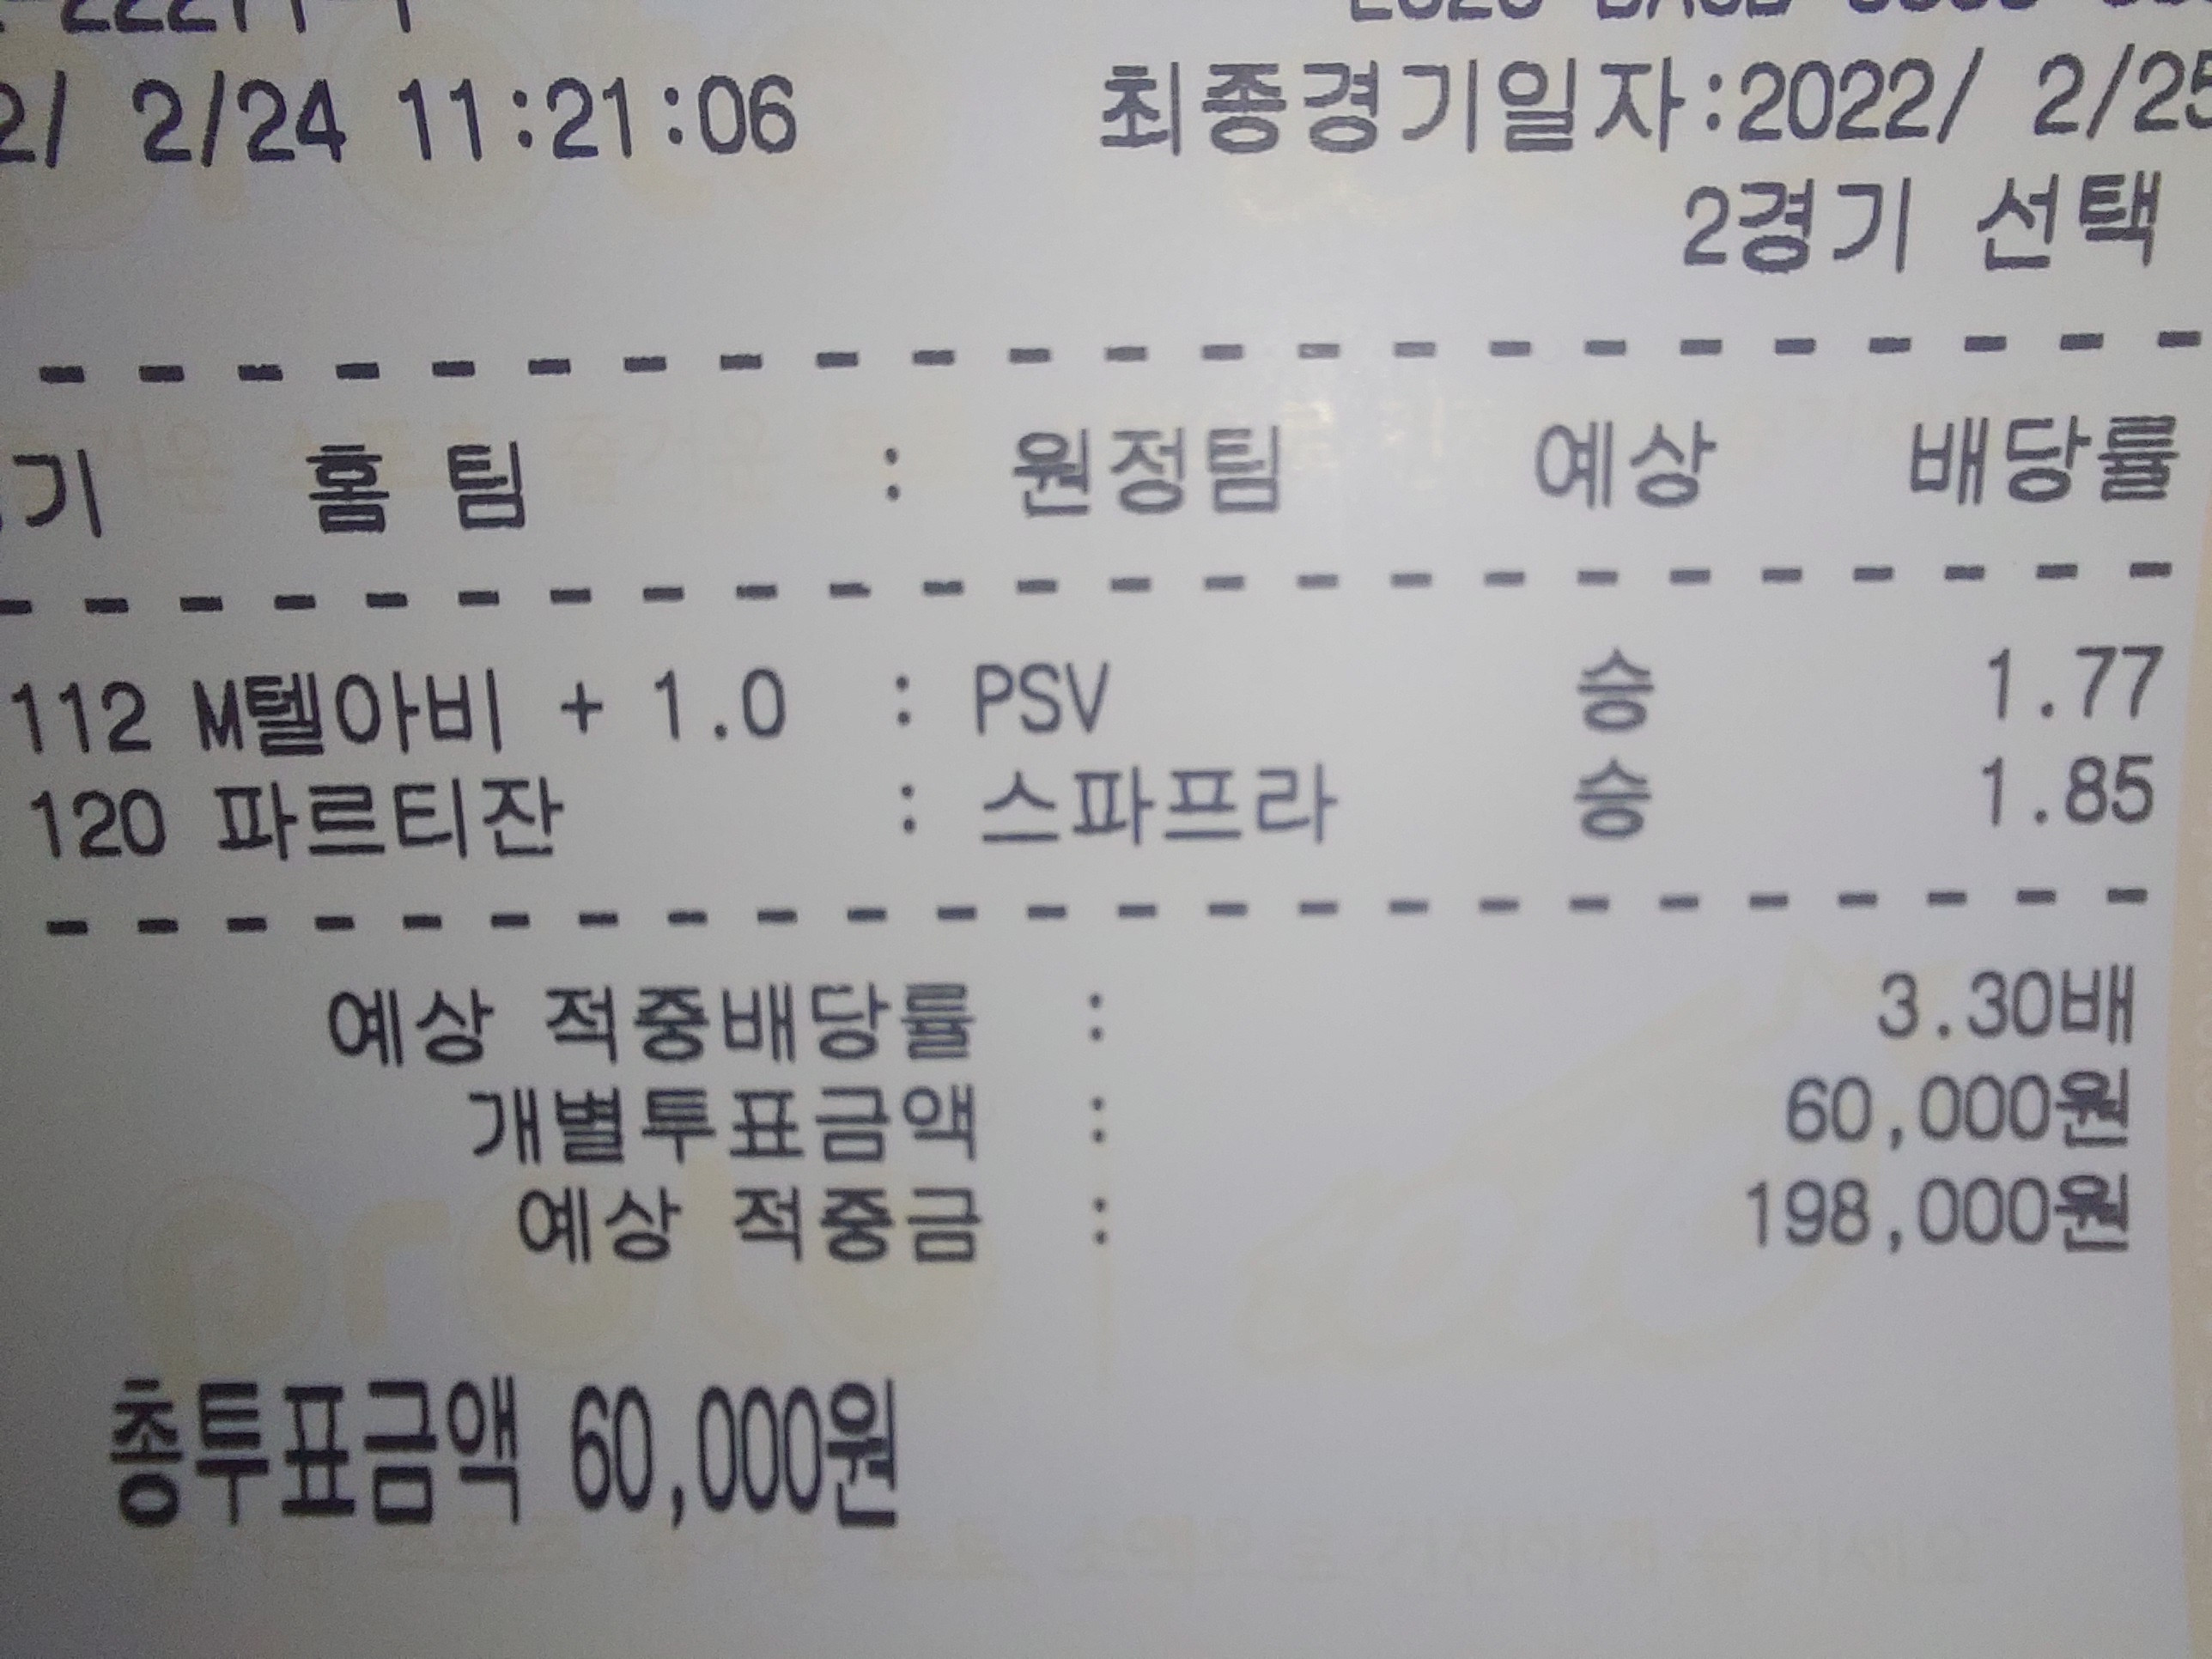 2/ 2/24 11:21:06 최종경기일자:2022/ 2/25
2경기 선택
기 홈 팀 : 원정팀 예상 배당률
112 M텔아비 + 1.0 : PSV 승 1.77
120 파르티잔 : 스파프라 승 1.85
예상 적중배당률 : 3.30배
개별투표금액 : 60,000원
예상 적중금 : 198,000원
총투표금액 60,000원
proto